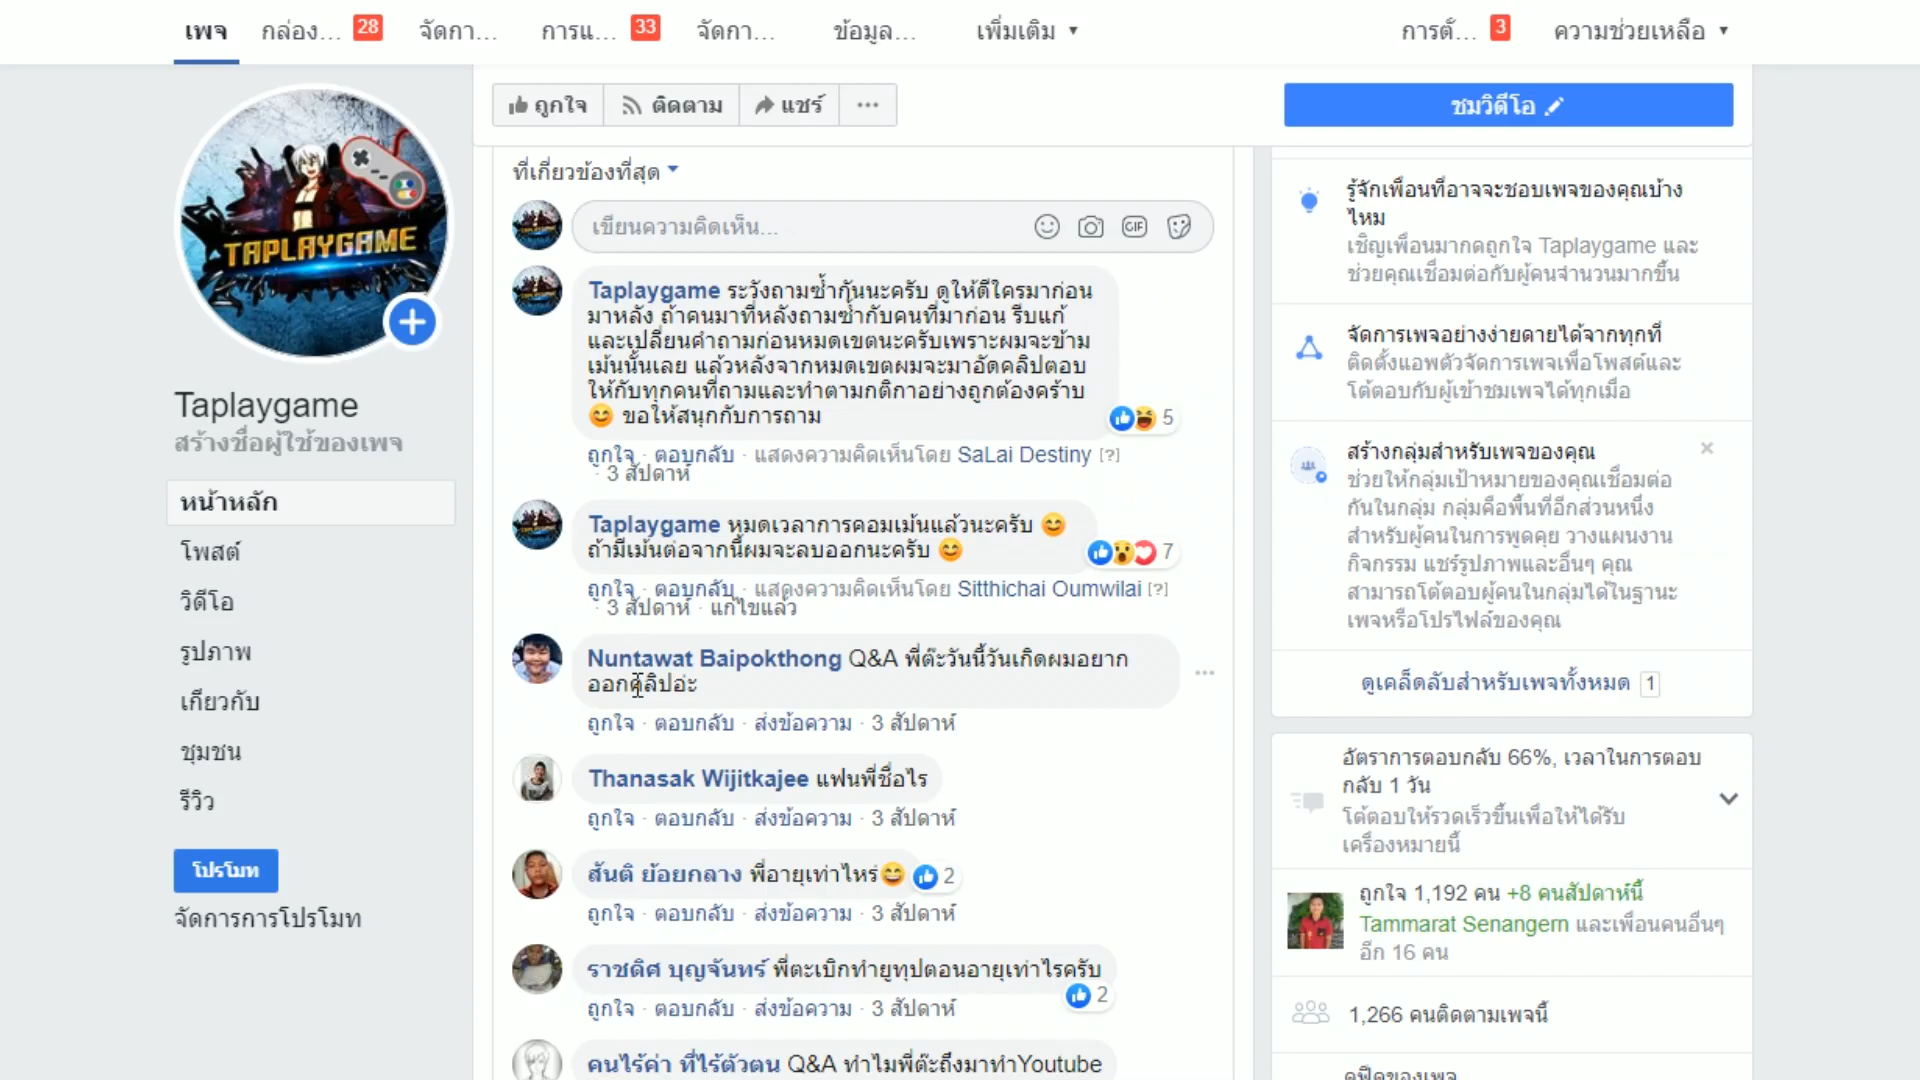 เพจ กล่อง... 28 จัดกา... การแ... 33 จัดกา... ข้อมูล... เพิ่มเติม การตั้... 3 ความช่วยเหลือ
TAPLAYGAME
Taplaygame
สร้างชื่อผู้ใช้ของเพจ
หน้าหลัก
โพสต์
วิดีโอ
รูปภาพ
เกี่ยวกับ
ชุมชน
รีวิว
โปรโมท
จัดการการโปรโมท
ถูกใจ ติดตาม แชร์ ...
ชมวิดีโอ
ที่เกี่ยวข้องที่สุด
เขียนความคิดเห็น... GIF
Taplaygame ระวังถามซ้ำกันนะครับ ดูให้ดีใครมาก่อน
มาหลัง ถ้าคนมาทีหลังถามซ้ำกับคนที่มาก่อน รีบแก้
และเปลี่ยนคำถามก่อนหมดเขตนะครับเพราะผมจะข้าม
เม้นนั้นเลย แล้วหลังจากหมดเขตผมจะมาอัดคลิปตอบ
ให้กับทุกคนที่ถามและทำตามกติกาอย่างถูกต้องคร้าบ
😊 ขอให้สนุกกับการถาม
5
ถูกใจ · ตอบกลับ · แสดงความคิดเห็นโดย SaLai Destiny [?]
· 3 สัปดาห์
Taplaygame หมดเวลาการคอมเม้นแล้วนะครับ 😊
ถ้ามีเม้นต่อจากนี้ผมจะลบออกนะครับ 😊
7
ถูกใจ · ตอบกลับ · แสดงความคิดเห็นโดย Sitthichai Oumwilai [?]
· 3 สัปดาห์ · แก้ไขแล้ว
Nuntawat Baipokthong Q&A พี่ต๊ะวันนี้วันเกิดผมอยาก
ออกคลิปอ่ะ
ถูกใจ · ตอบกลับ · ส่งข้อความ · 3 สัปดาห์
Thanasak Wijitkajee แฟนพี่ชื่อไร
ถูกใจ · ตอบกลับ · ส่งข้อความ · 3 สัปดาห์
สันติ ย้อยกลาง พี่อายุเท่าไหร่😄 2
ถูกใจ · ตอบกลับ · ส่งข้อความ · 3 สัปดาห์
ราชดิศ บุญจันทร์ พี่ตะเบิกทำยูทุปตอนอายุเท่าไรครับ
2
ถูกใจ · ตอบกลับ · ส่งข้อความ · 3 สัปดาห์
คนไร้ค่า ที่ไร้ตัวตน Q&A ทำไมพี่ต๊ะถึงมาทำYoutube
รู้จักเพื่อนที่อาจจะชอบเพจของคุณบ้าง
ไหม
เชิญเพื่อนมากดถูกใจ Taplaygame และ
ช่วยคุณเชื่อมต่อกับผู้คนจำนวนมากขึ้น
จัดการเพจอย่างง่ายดายได้จากทุกที่
ติดตั้งแอพตัวจัดการเพจเพื่อโพสต์และ
โต้ตอบกับผู้เข้าชมเพจได้ทุกเมื่อ
สร้างกลุ่มสำหรับเพจของคุณ
ช่วยให้กลุ่มเป้าหมายของคุณเชื่อมต่อ
กันในกลุ่ม กลุ่มคือพื้นที่อีกส่วนหนึ่ง
สำหรับผู้คนในการพูดคุย วางแผนงาน
กิจกรรม แชร์รูปภาพและอื่นๆ คุณ
สามารถโต้ตอบผู้คนในกลุ่มได้ในฐานะ
เพจหรือโปรไฟล์ของคุณ
ดูเคล็ดลับสำหรับเพจทั้งหมด 1
อัตราการตอบกลับ 66%, เวลาในการตอบ
กลับ 1 วัน
โต้ตอบให้รวดเร็วขึ้นเพื่อให้ได้รับ
เครื่องหมายนี้
ถูกใจ 1,192 คน +8 คนสัปดาห์นี้
Tammarat Senangern และเพื่อนคนอื่นๆ
อีก 16 คน
1,266 คนติดตามเพจนี้
ดูฟีดของเพจ